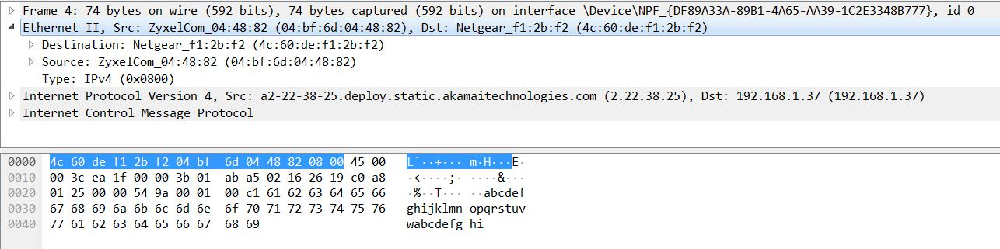 Frame 4: 74 bytes on wire (592 bits), 74 bytes captured (592 bits) on interface \Device\NPF_{DF89A33A-89B1-4A65-AA39-1C2E3348B777}, id 0
Ethernet II, Src: ZyxelCom_04:48:82 (04:bf:6d:04:48:82), Dst: Netgear_f1:2b:f2 (4c:60:de:f1:2b:f2)
Destination: Netgear_f1:2b:f2 (4c:60:de:f1:2b:f2)
Source: ZyxelCom_04:48:82 (04:bf:6d:04:48:82)
Type: IPv4 (0x0800)
Internet Protocol Version 4, Src: a2-22-38-25.deploy.static.akamaitechnologies.com (2.22.38.25), Dst: 192.168.1.37 (192.168.1.37)
Internet Control Message Protocol
0000 4c 60 de f1 2b f2 04 bf 6d 04 48 82 08 00 45 00 L`··+··· m·H···E·
0010 00 3c ea 1f 00 00 3b 01 ab a5 02 16 26 19 c0 a8 ·<····;· ····&···
0020 01 25 00 00 54 9a 00 01 00 c1 61 62 63 64 65 66 ·%··T··· ··abcdef
0030 67 68 69 6a 6b 6c 6d 6e 6f 70 71 72 73 74 75 76 ghijklmn opqrstuv
0040 77 61 62 63 64 65 66 67 68 69 wabcdefg hi